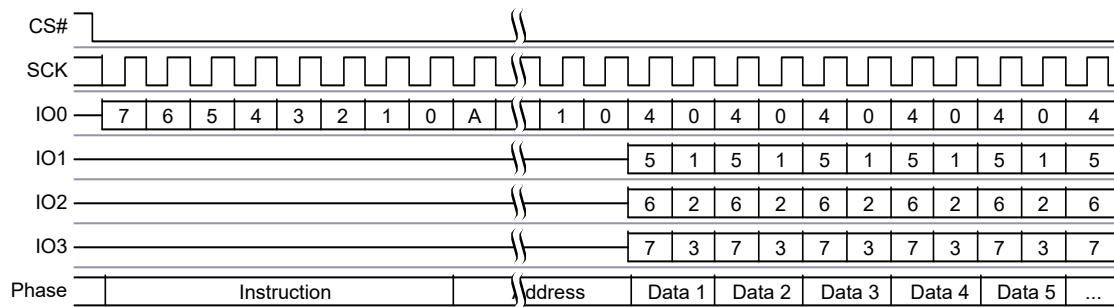 CS#
SCK
IO0 7 6 5 4 3 2 1 0 A 1 0 4 0 4 0 4 0 4 0 4 0 4
IO1 5 1 5 1 5 1 5 1 5 1 5
IO2 6 2 6 2 6 2 6 2 6 2 6
IO3 7 3 7 3 7 3 7 3 7 3 7
Phase Instruction Address Data 1 Data 2 Data 3 Data 4 Data 5 ...